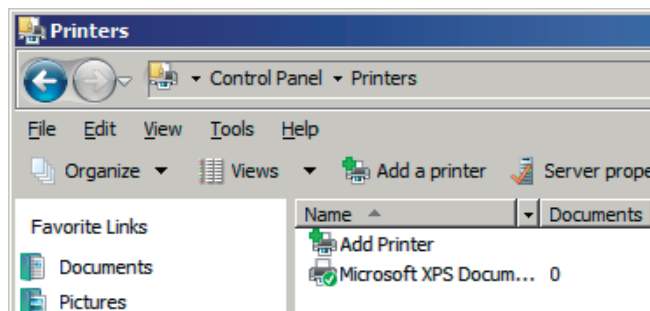 Printers
Control Panel Printers
File Edit View Tools Help
Organize Views Add a printer Server prope
Favorite Links
Name Documents
Add Printer
Documents
Microsoft XPS Docum... 0
Pictures